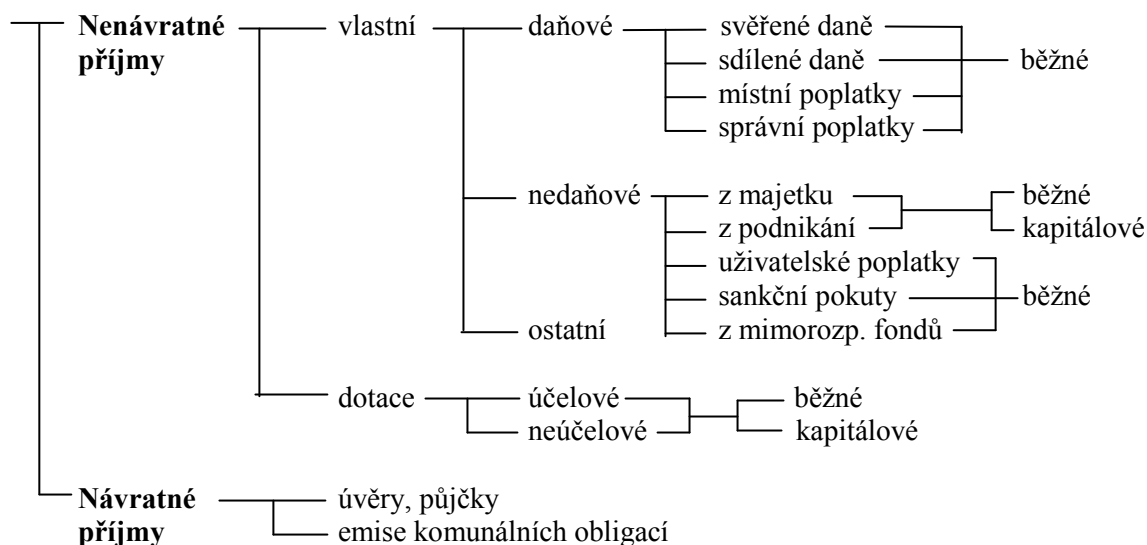 Nenávratné vlastní daňové svěřené daně
příjmy sdílené daně běžné
místní poplatky
správní poplatky
nedaňové z majetku běžné
z podnikání kapitálové
uživatelské poplatky
sankční pokuty běžné
ostatní z mimorozp. fondů
dotace účelové běžné
neúčelové kapitálové
Návratné úvěry, půjčky
příjmy emise komunálních obligací